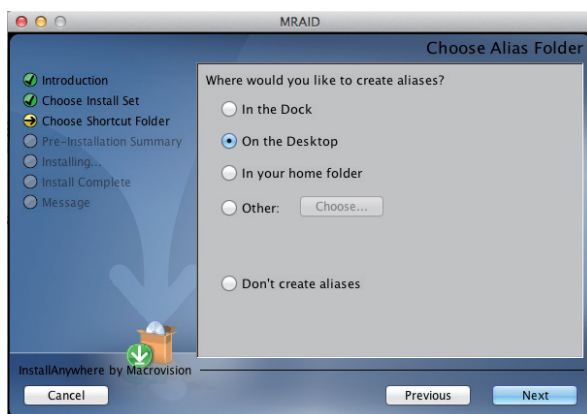 MRAID
Choose Alias Folder
Introduction
Choose Install Set
Choose Shortcut Folder
Pre-Installation Summary
Installing...
Install Complete
Message
Where would you like to create aliases?
In the Dock
On the Desktop
In your home folder
Other: Choose...
Don't create aliases
InstallAnywhere by Macrovision
Cancel Previous Next